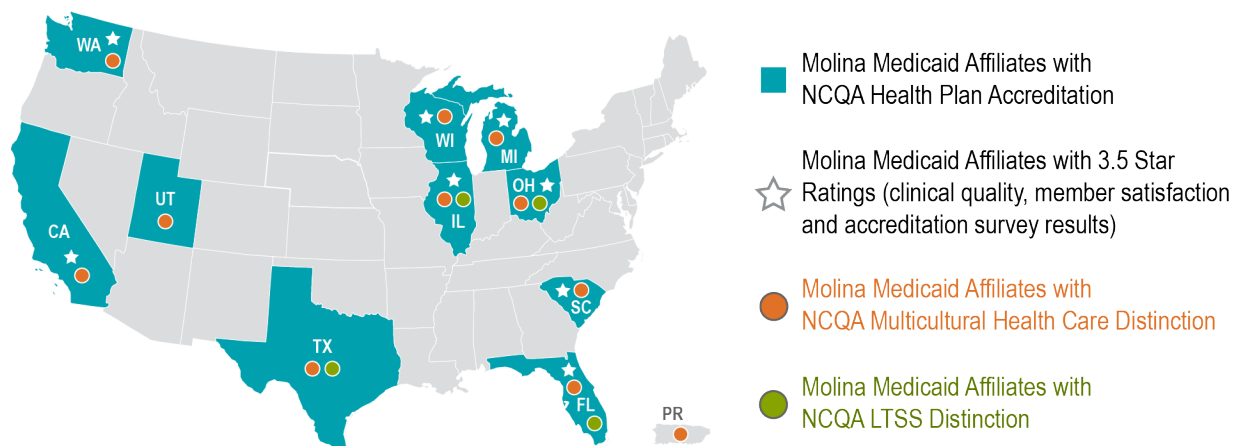 WA
WI
MI
OH
IL
UT
CA
SC
TX
FL
PR
Molina Medicaid Affiliates with
NCQA Health Plan Accreditation
Molina Medicaid Affiliates with 3.5 Star
Ratings (clinical quality, member satisfaction
and accreditation survey results)
Molina Medicaid Affiliates with
NCQA Multicultural Health Care Distinction
Molina Medicaid Affiliates with
NCQA LTSS Distinction